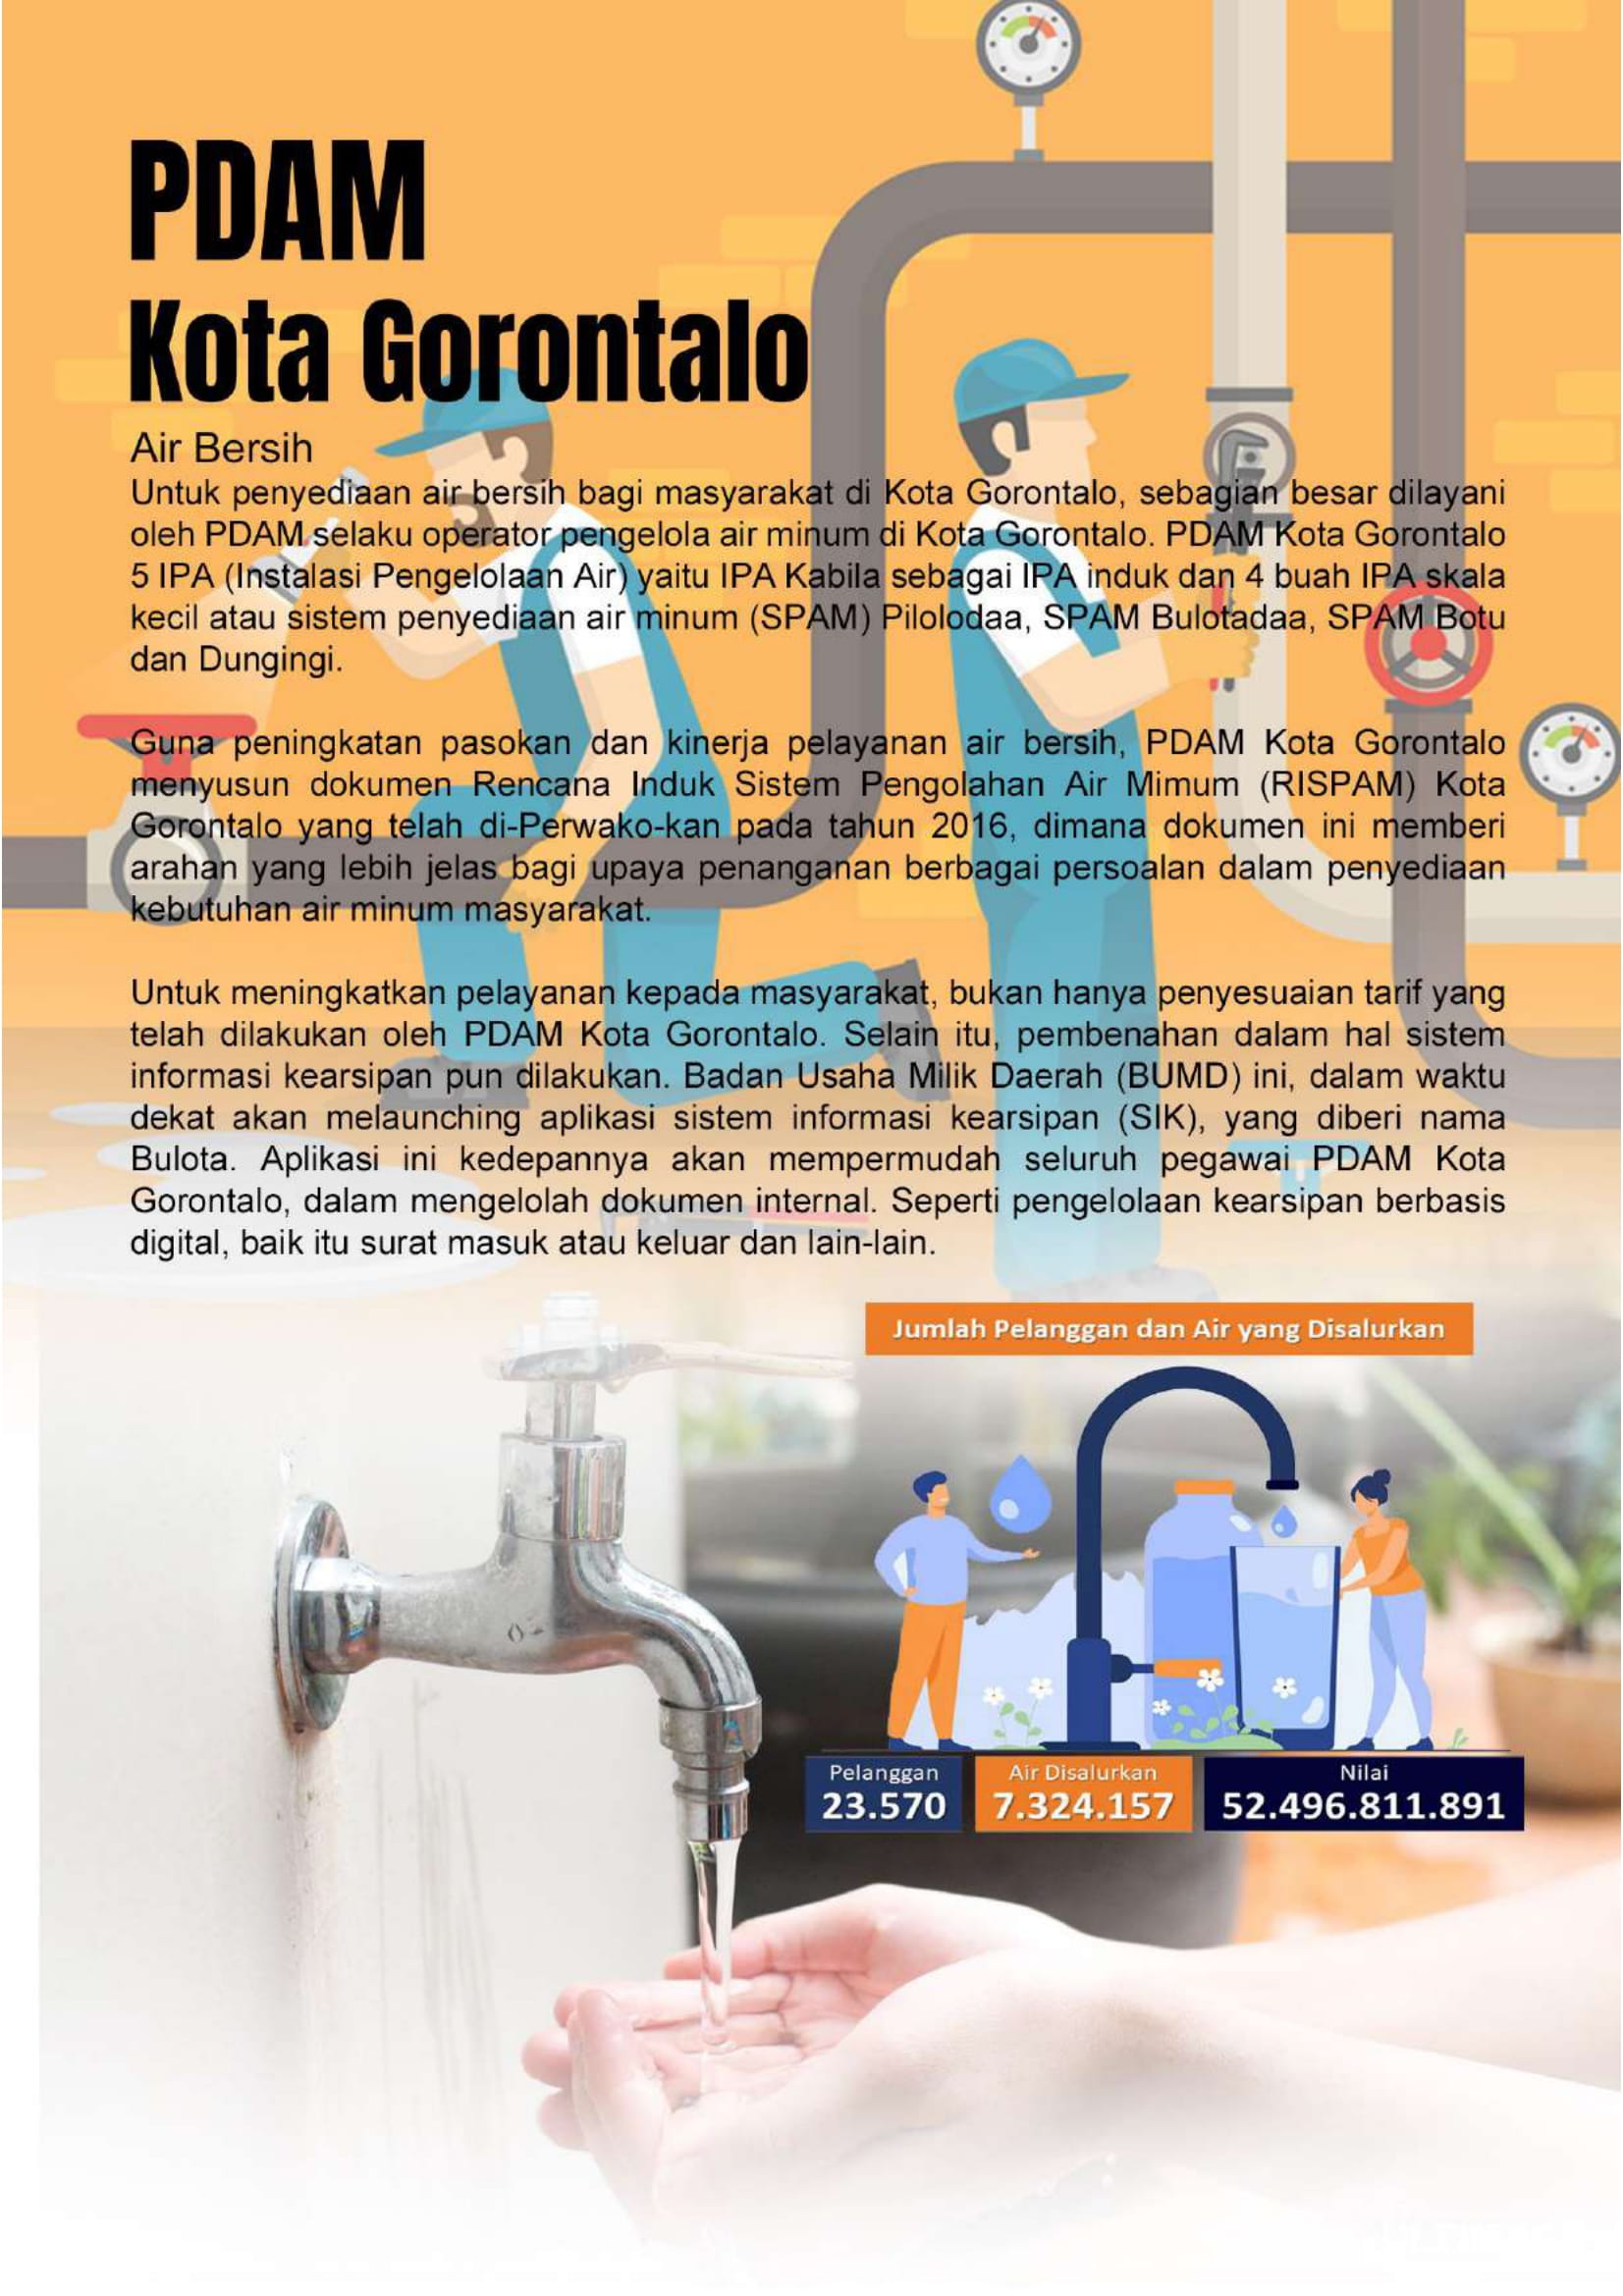 PDAM
Kota Gorontalo
Air Bersih
Untuk penyediaan air bersih bagi masyarakat di Kota Gorontalo, sebagian besar dilayani
oleh PDAM selaku operator pengelola air minum di Kota Gorontalo. PDAM Kota Gorontalo
5 IPA (Instalasi Pengelolaan Air) yaitu IPA Kabila sebagai IPA induk dan 4 buah IPA skala
kecil atau sistem penyediaan air minum (SPAM) Pilolodaa, SPAM Bulotadaa, SPAM Botu
dan Dungingi.
Guna peningkatan pasokan dan kinerja pelayanan air bersih, PDAM Kota Gorontalo
menyusun dokumen Rencana Induk Sistem Pengolahan Air Mimum (RISPAM) Kota
Gorontalo yang telah di-Perwako-kan pada tahun 2016, dimana dokumen ini memberi
arahan yang lebih jelas bagi upaya penanganan berbagai persoalan dalam penyediaan
kebutuhan air minum masyarakat.
Untuk meningkatkan pelayanan kepada masyarakat, bukan hanya penyesuaian tarif yang
telah dilakukan oleh PDAM Kota Gorontalo. Selain itu, pembenahan dalam hal sistem
informasi kearsipan pun dilakukan. Badan Usaha Milik Daerah (BUMD) ini, dalam waktu
dekat akan melaunching aplikasi sistem informasi kearsipan (SIK), yang diberi nama
Bulota. Aplikasi ini kedepannya akan mempermudah seluruh pegawai PDAM Kota
Gorontalo, dalam mengelolah dokumen internal. Seperti pengelolaan kearsipan berbasis
digital, baik itu surat masuk atau keluar dan lain-lain.
Jumlah Pelanggan dan Air yang Disalurkan
Pelanggan Air Disalurkan Nilai
23.570 7.324.157 52.496.811.891